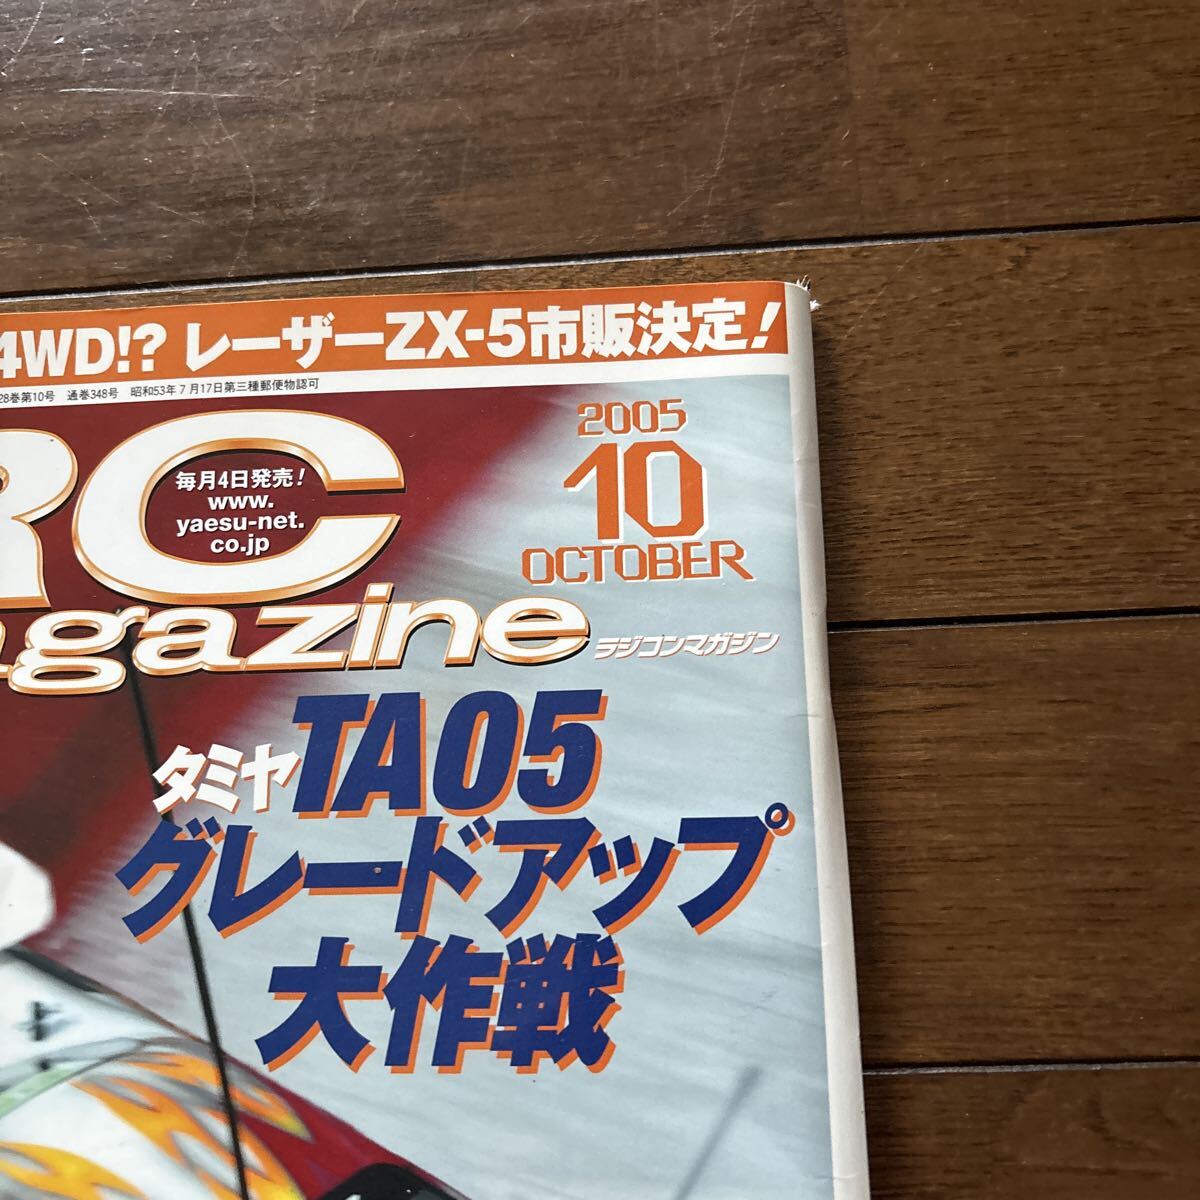 4WD!? レーザーZX-5市販決定!
28巻第10号 通巻348号 昭和53年7月17日第三種郵便物認可
RC
毎月4日発売!
www.
yaesu-net.
co.jp
2005
10
OCTOBER
agazine
ラジコンマガジン
タミヤTA05
グレードアップ
大作戦